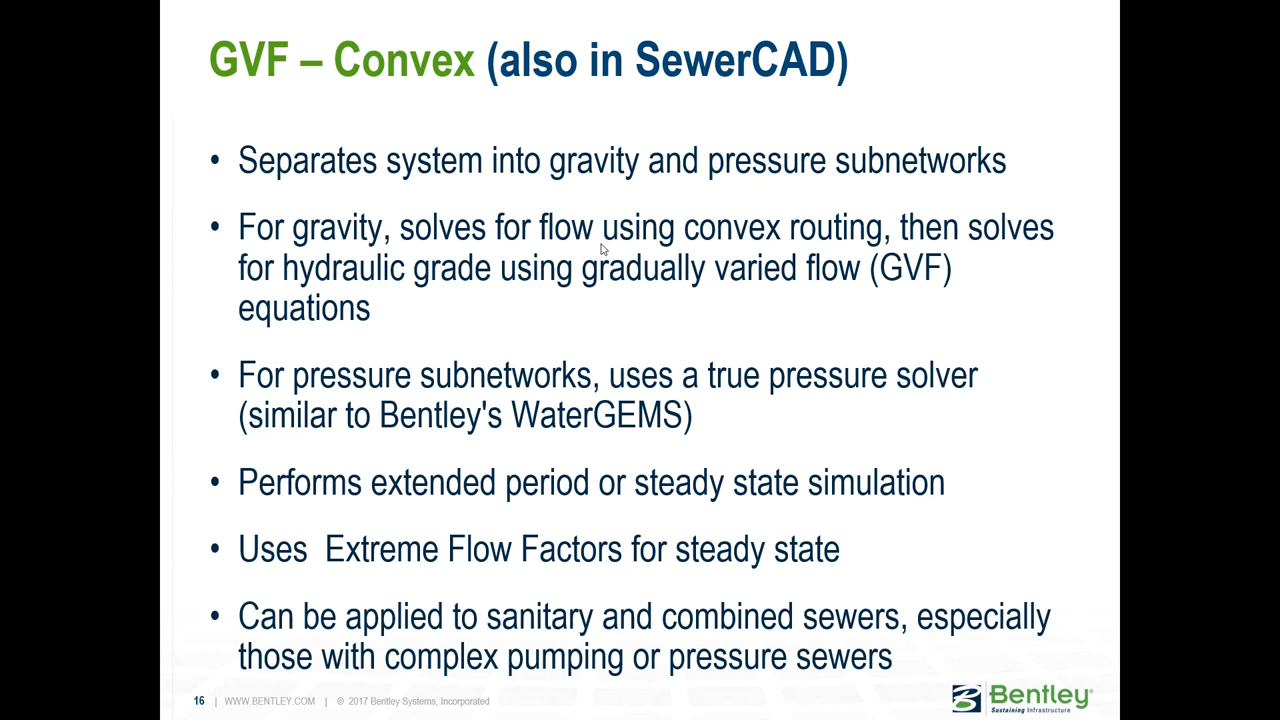 GVF – Convex (also in SewerCAD)
• Separates system into gravity and pressure subnetworks
• For gravity, solves for flow using convex routing, then solves
for hydraulic grade using gradually varied flow (GVF)
equations
• For pressure subnetworks, uses a true pressure solver
(similar to Bentley's WaterGEMS)
• Performs extended period or steady state simulation
• Uses  Extreme Flow Factors for steady state
• Can be applied to sanitary and combined sewers, especially
those with complex pumping or pressure sewers
16 | WWW.BENTLEY.COM | © 2017 Bentley Systems, Incorporated
Bentley®
Sustaining Infrastructure